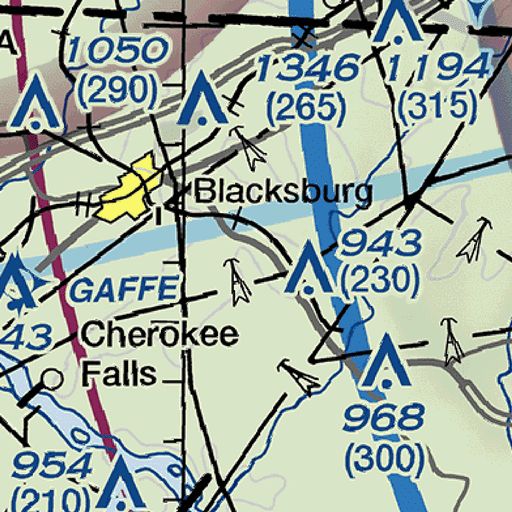 A
1050
(290)
1346
(265)
1194
(315)
Blacksburg
943
(230)
GAFFE
43
Cherokee
Falls
968
(300)
954
(210)